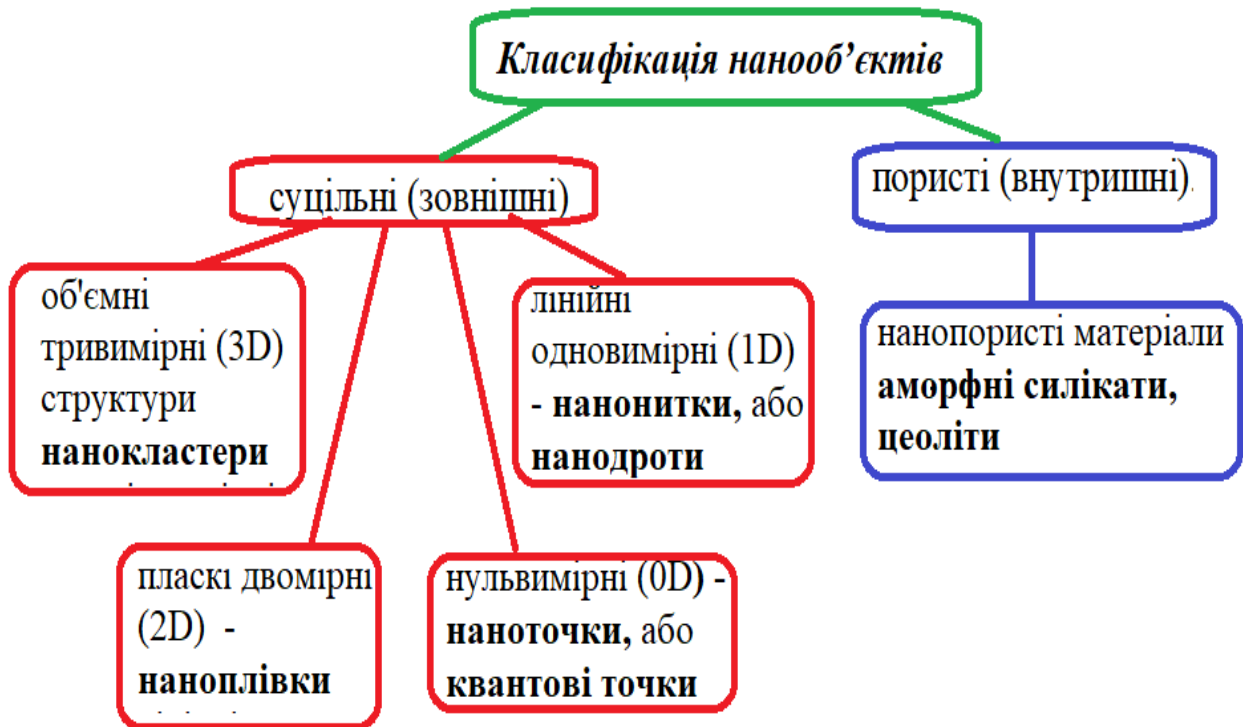 Класифікація нанооб’єктів
суцільні (зовнішні)
пористі (внутришні).
об'ємні
тривимірні (3D)
структури
нанокластери
лінійні
одновимірні (1D)
- нанонитки, або
нанодроти
нанопористі матеріали
аморфні силікати,
цеоліти
пласкі двомірні
(2D) -
наноплівки
нульвимірні (0D) -
наноточки, або
квантові точки